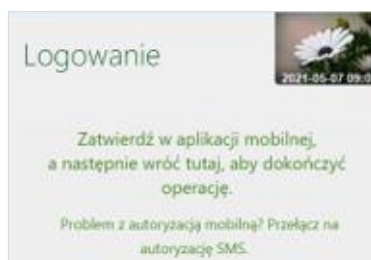 Logowanie
2021-05-07 09:0
Zatwierdź w aplikacji mobilnej,
a następnie wróć tutaj, aby dokończyć
operację.
Problem z autoryzacją mobilną? Przełącz na
autoryzację SMS.